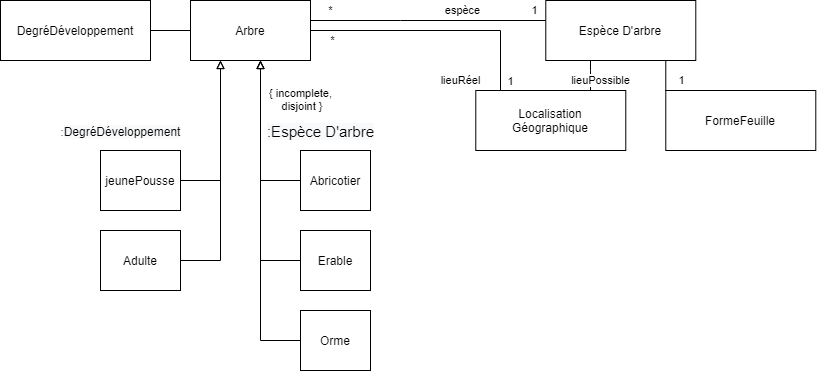 DegréDéveloppement
Arbre
*
espèce
1
Espèce D'arbre
*
lieuRéel
1
lieuPossible
1
{ incomplete,
disjoint }
Localisation
Géographique
FormeFeuille
:DegréDéveloppement
:Espèce D'arbre
jeunePousse
Abricotier
Adulte
Erable
Orme